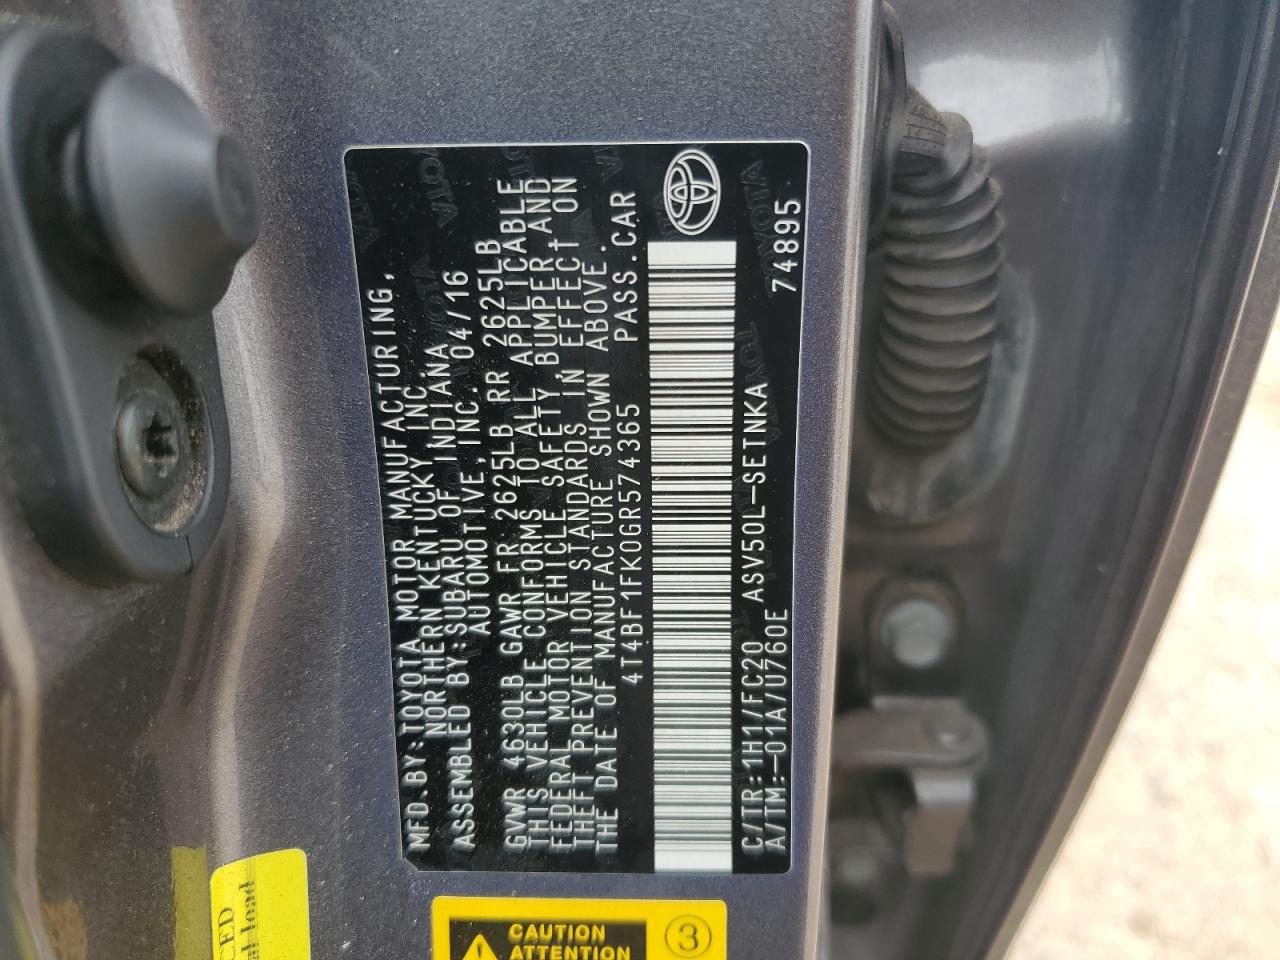 MFD.BY:TOYOTA MOTOR MANUFACTURING,
NORTHERN KENTUCKY INC.
ASSEMBLED BY:SUBARU OF INDIANA
AUTOMOTIVE,INC. 04/16
GVWR 4630LB GAWR FR 2625LB RR 2625LB
THIS VEHICLE CONFORMS TO ALL APPLICABLE
FEDERAL MOTOR VEHICLE SAFETY BUMPER,AND
THEFT PREVENTION STANDARDS IN EFFECT ON
THE DATE OF MANUFACTURE SHOWN ABOVE.
4T4BF1FK0GR574365 PASS.CAR
C/TR:1H1/FC20 ASV50L-SETNKA
A/TM:-01A/U760E 74895
CAUTION
ATTENTION
3
load